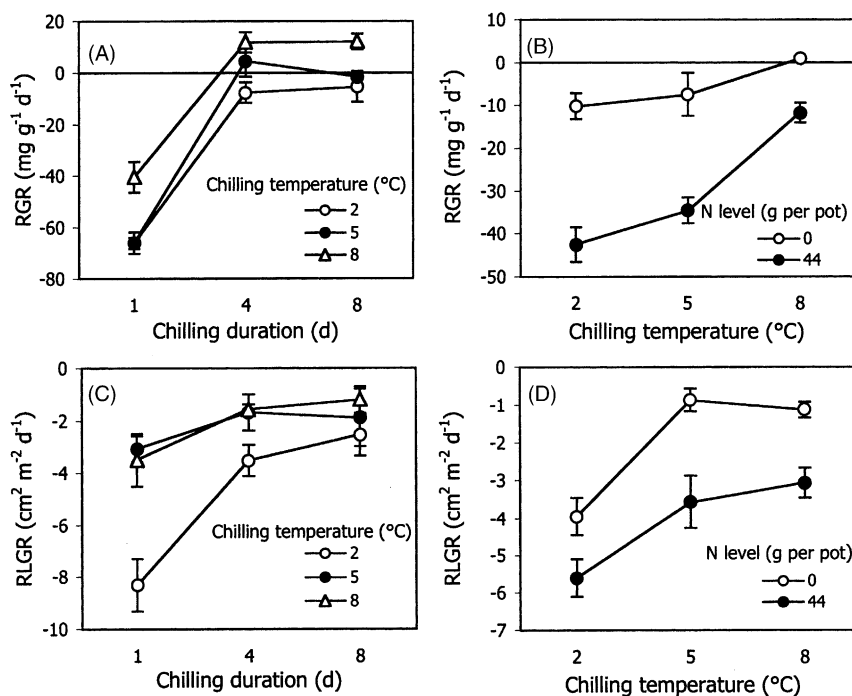 (A)
RGR (mg g⁻¹ d⁻¹)
20
0
-20
-40
-60
-80
Chilling temperature (°C)
2
5
8
1 4 8
Chilling duration (d)
(B)
RGR (mg g⁻¹ d⁻¹)
10
0
-10
-20
-30
-40
-50
N level (g per pot)
0
44
2 5 8
Chilling temperature (°C)
(C)
RLGR (cm² m⁻² d⁻¹)
0
-2
-4
-6
-8
-10
Chilling temperature (°C)
2
5
8
1 4 8
Chilling duration (d)
(D)
RLGR (cm² m⁻² d⁻¹)
0
-1
-2
-3
-4
-5
-6
-7
N level (g per pot)
0
44
2 5 8
Chilling temperature (°C)